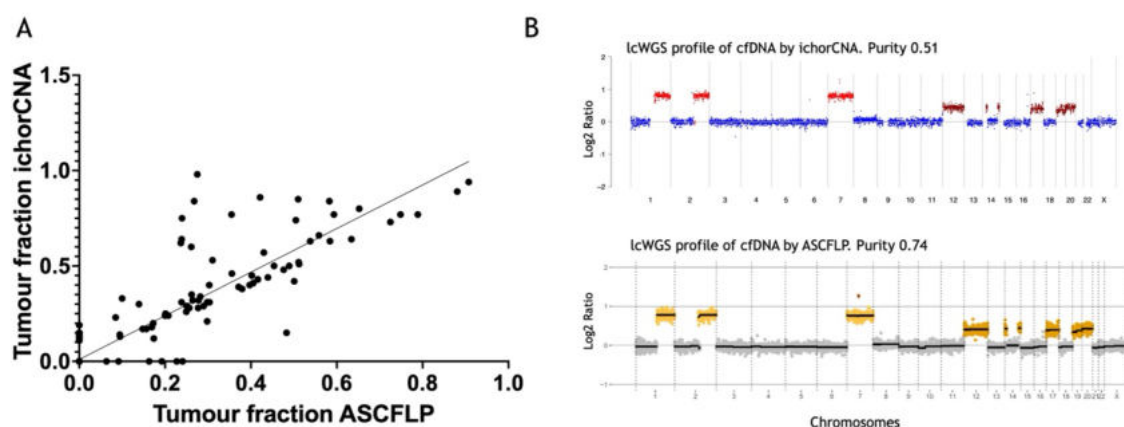 A
Tumour fraction ichorCNA
1.5
1.0
0.5
0.0
0.0 0.2 0.4 0.6 0.8 1.0
Tumour fraction ASCFLP
B
lcWGS profile of cfDNA by ichorCNA. Purity 0.51
Log2 Ratio
2
1
0
-1
-2
1 2 3 4 5 6 7 8 9 10 11 12 13 14 15 16 18 20 22 X
lcWGS profile of cfDNA by ASCFLP. Purity 0.74
Log2 Ratio
2
1
0
-1
1 2 3 4 5 6 7 8 9 10 11 12 13 14 15 16 17 18 19 20 21 22 X
Chromosomes